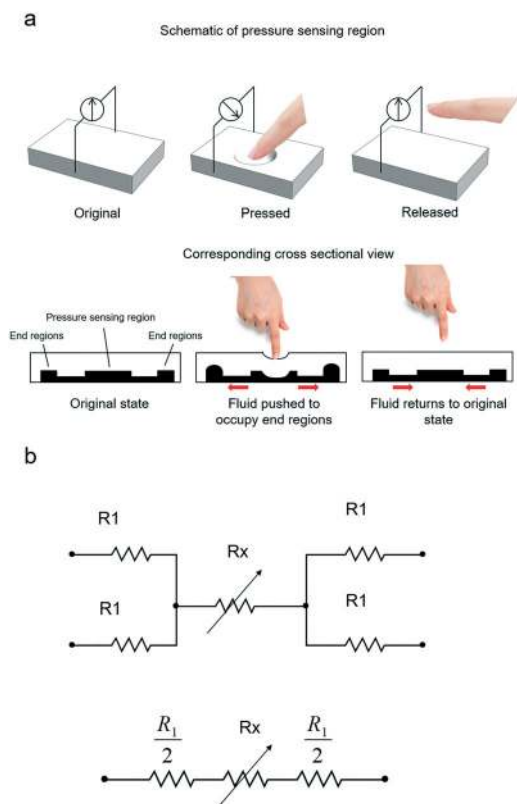 a
Schematic of pressure sensing region
Original
Pressed
Released
Corresponding cross sectional view
Pressure sensing region
End regions
End regions
Original state
Fluid pushed to
occupy end regions
Fluid returns to original
state
b
R1
R1
Rx
R1
R1
R₁/2
Rx
R₁/2